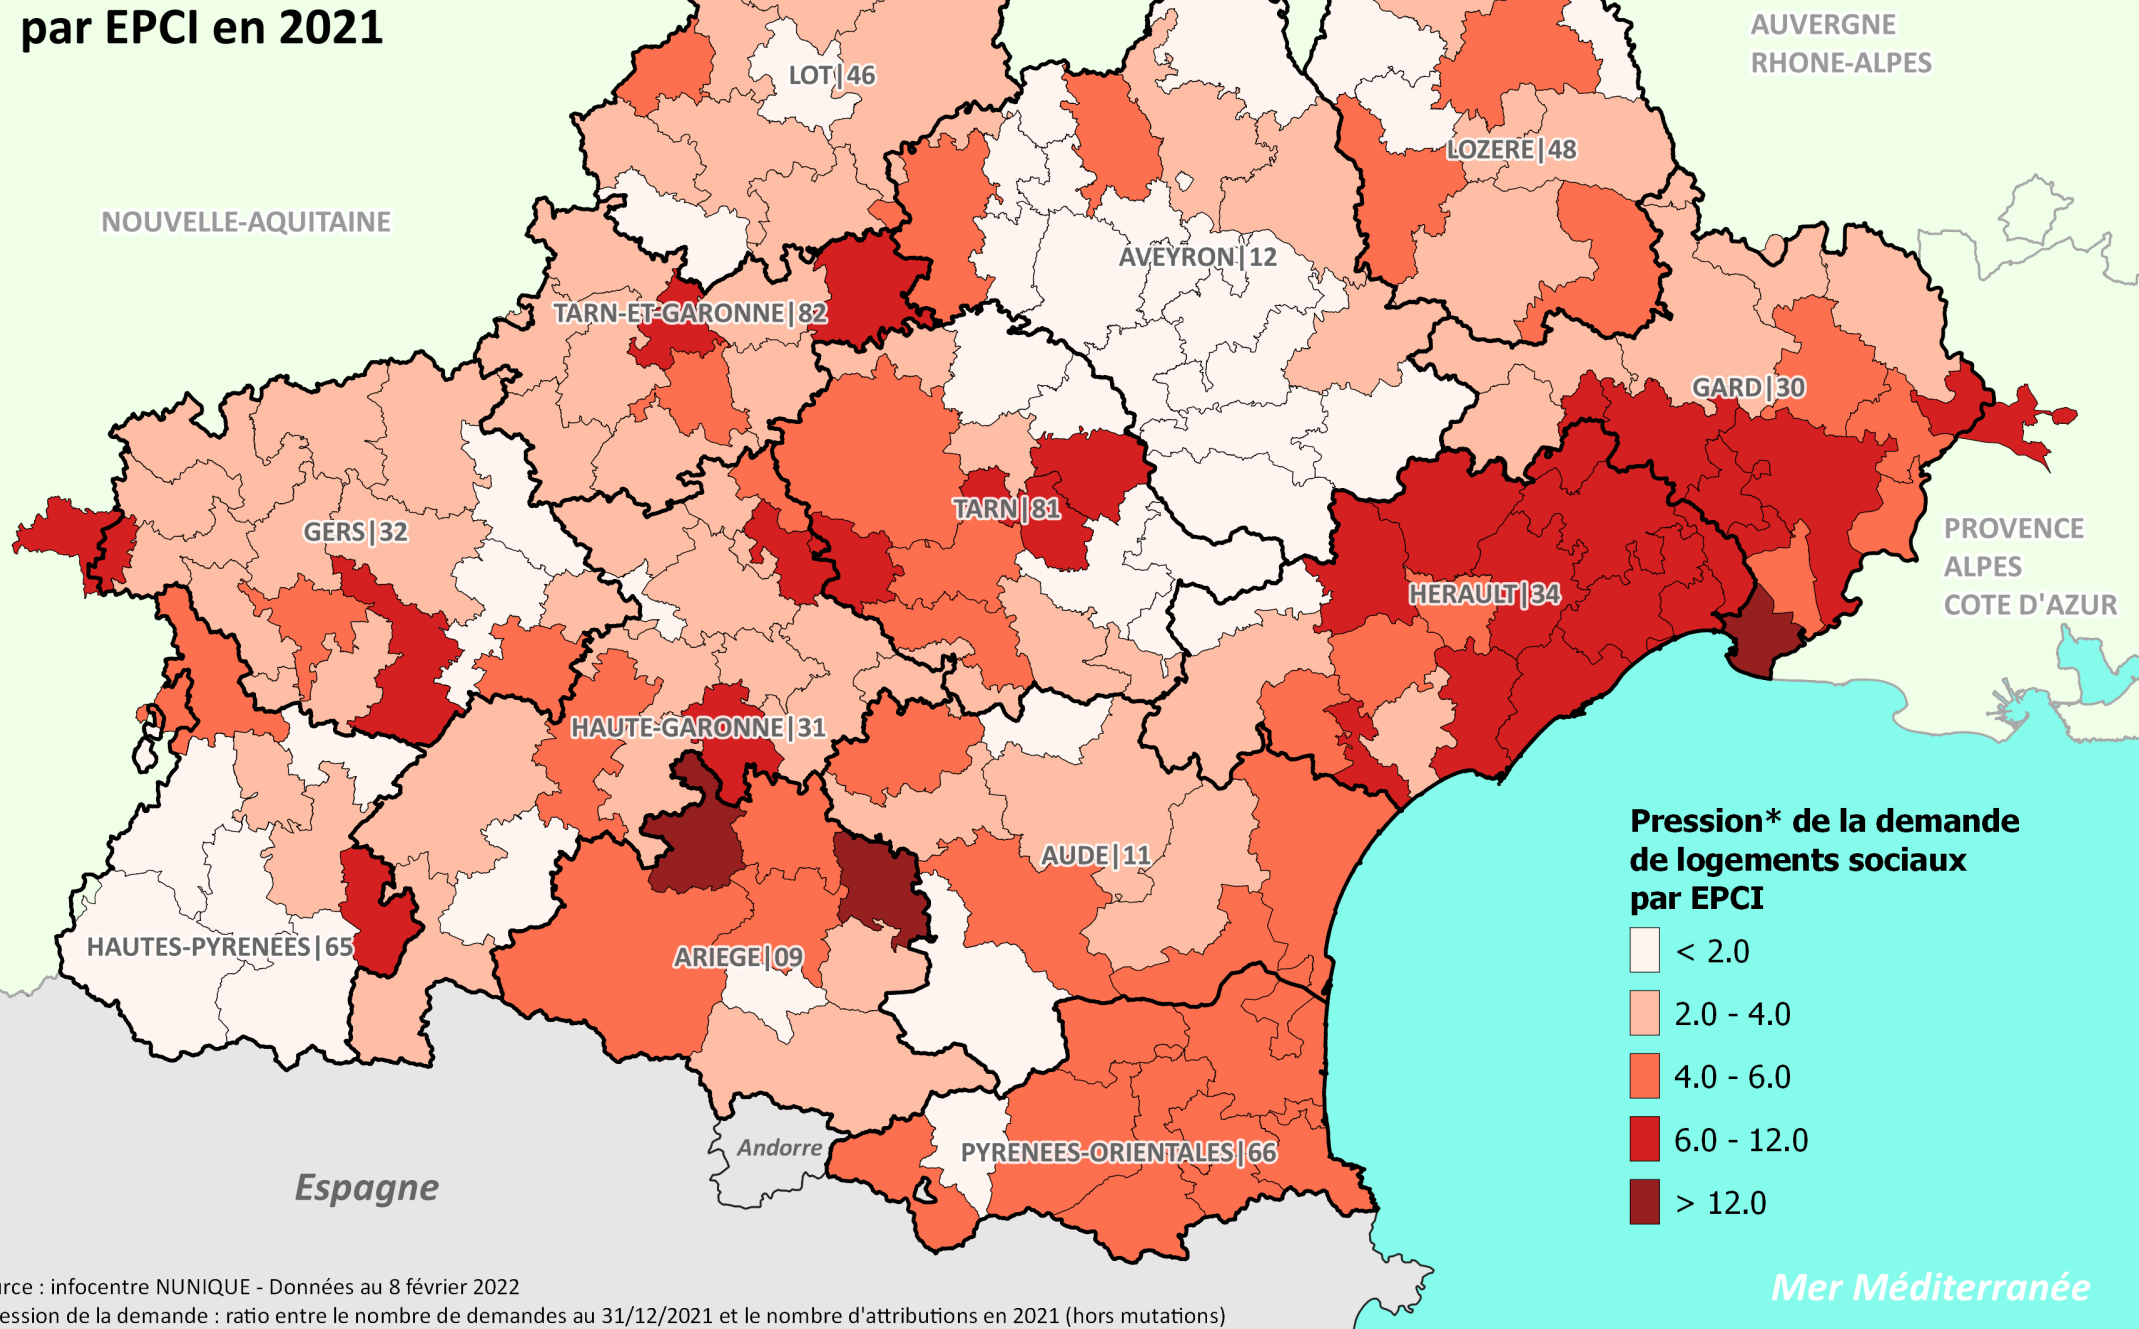 par EPCI en 2021
AUVERGNE
RHONE-ALPES
LOT|46
LOZERE|48
NOUVELLE-AQUITAINE
AVEYRON|12
TARN-ET-GARONNE|82
GARD|30
TARN|81
GERS|32
PROVENCE
ALPES
COTE D'AZUR
HERAULT|34
HAUTE-GARONNE|31
AUDE|11
HAUTES-PYRENEES|65
ARIEGE|09
Pression* de la demande
de logements sociaux
par EPCI
< 2.0
2.0 - 4.0
4.0 - 6.0
6.0 - 12.0
> 12.0
Andorre
PYRENEES-ORIENTALES|66
Espagne
Mer Méditerranée
urce : infocentre NUNIQUE - Données au 8 février 2022
ession de la demande : ratio entre le nombre de demandes au 31/12/2021 et le nombre d'attributions en 2021 (hors mutations)